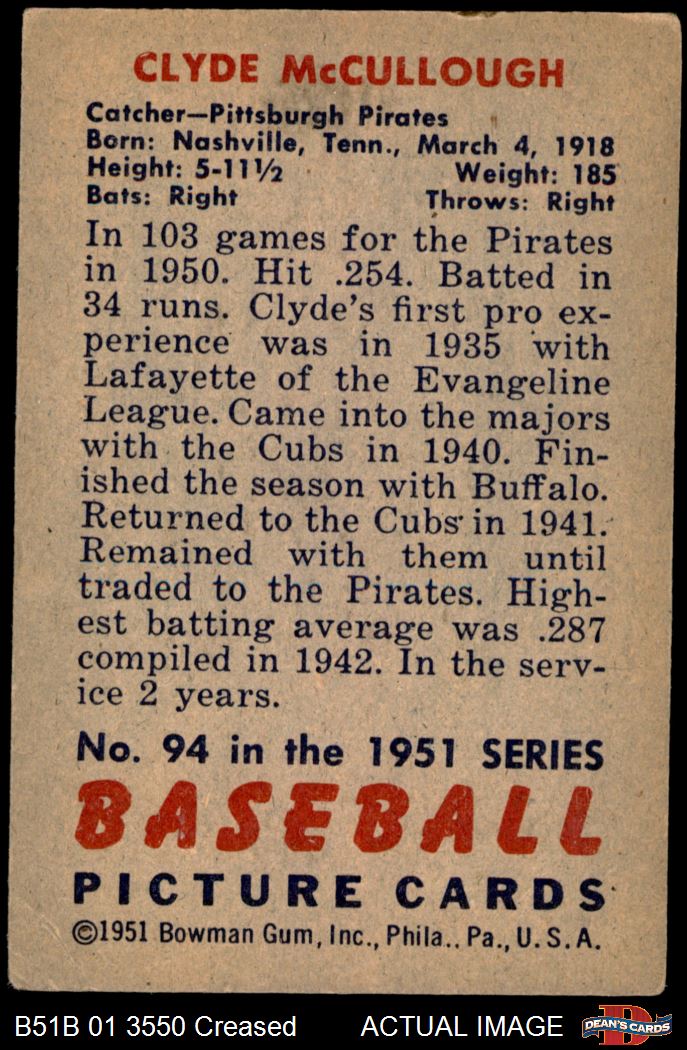 CLYDE McCULLOUGH
Catcher—Pittsburgh Pirates
Born: Nashville, Tenn., March 4, 1918
Height: 5-11½ Weight: 185
Bats: Right Throws: Right
In 103 games for the Pirates
in 1950. Hit .254. Batted in
34 runs. Clyde's first pro ex-
perience was in 1935 with
Lafayette of the Evangeline
League. Came into the majors
with the Cubs in 1940. Fin-
ished the season with Buffalo.
Returned to the Cubs in 1941.
Remained with them until
traded to the Pirates. High-
est batting average was .287
compiled in 1942. In the serv-
ice 2 years.
No. 94 in the 1951 SERIES
BASEBALL
PICTURE CARDS
©1951 Bowman Gum, Inc., Phila.. Pa., U. S. A.
B51B 01 3550 Creased ACTUAL IMAGE D DEAN'S CARDS